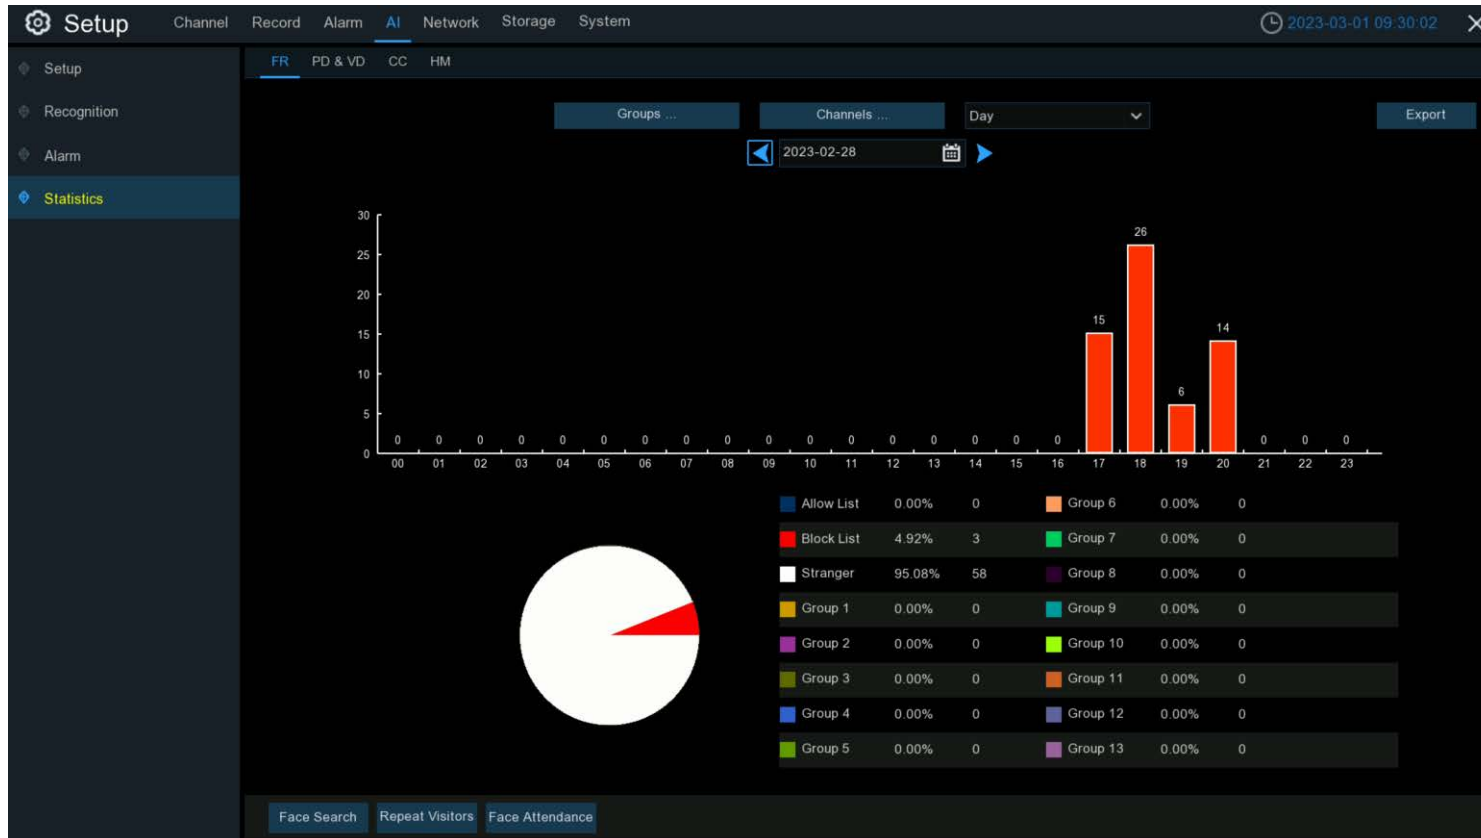 Setup Channel Record Alarm AI Network Storage System 2023-03-01 09:30:02
Setup
Recognition
Alarm
Statistics
FR PD & VD CC HM
Groups ... Channels ... Day Export
2023-02-28
30
25
20
15
10
5
0
26
15
14
6
0 0 0 0 0 0 0 0 0 0 0 0 0 0 0 0 0 0 0 0
00 01 02 03 04 05 06 07 08 09 10 11 12 13 14 15 16 17 18 19 20 21 22 23
Allow List 0.00% 0 Group 6 0.00% 0
Block List 4.92% 3 Group 7 0.00% 0
Stranger 95.08% 58 Group 8 0.00% 0
Group 1 0.00% 0 Group 9 0.00% 0
Group 2 0.00% 0 Group 10 0.00% 0
Group 3 0.00% 0 Group 11 0.00% 0
Group 4 0.00% 0 Group 12 0.00% 0
Group 5 0.00% 0 Group 13 0.00% 0
Face Search Repeat Visitors Face Attendance